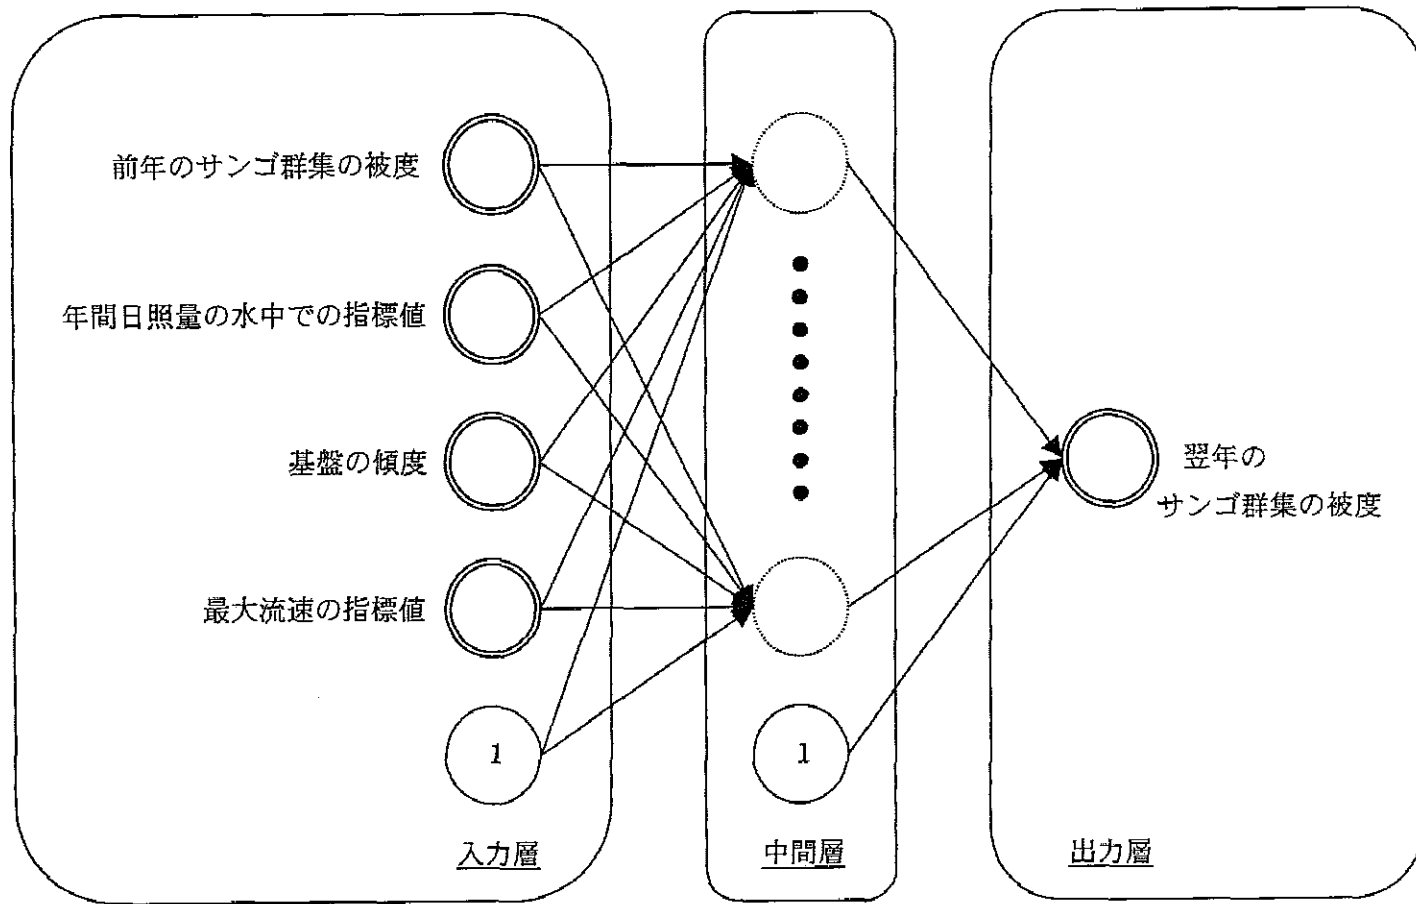 前年のサンゴ群集の被度
年間日照量の水中での指標値
基盤の傾度
最大流速の指標値
1
入力層
1
中間層
翌年の
サンゴ群集の被度
出力層